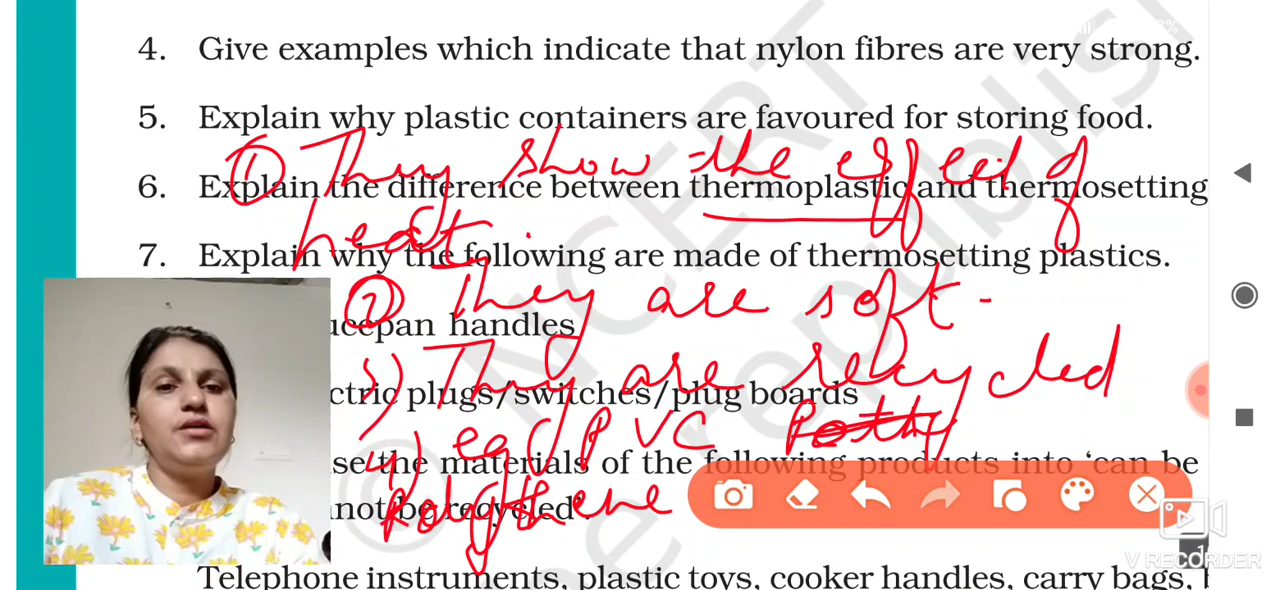 4. Give examples which indicate that nylon fibres are very strong.
5. Explain why plastic containers are favoured for storing food.
① They show the effect of
6. Explain the difference between thermoplastic and thermosetting
heat.
7. Explain why the following are made of thermosetting plastics.
② They are soft.
ucepan handles
3) They are recycled
ctric plugs/switches/plug boards
4) eg PVC
se the materials of the following products into ‘can be
Polythene
not be recycled’.
Telephone instruments, plastic toys, cooker handles, carry bags,
© NCERT
be republished
V RECORDER